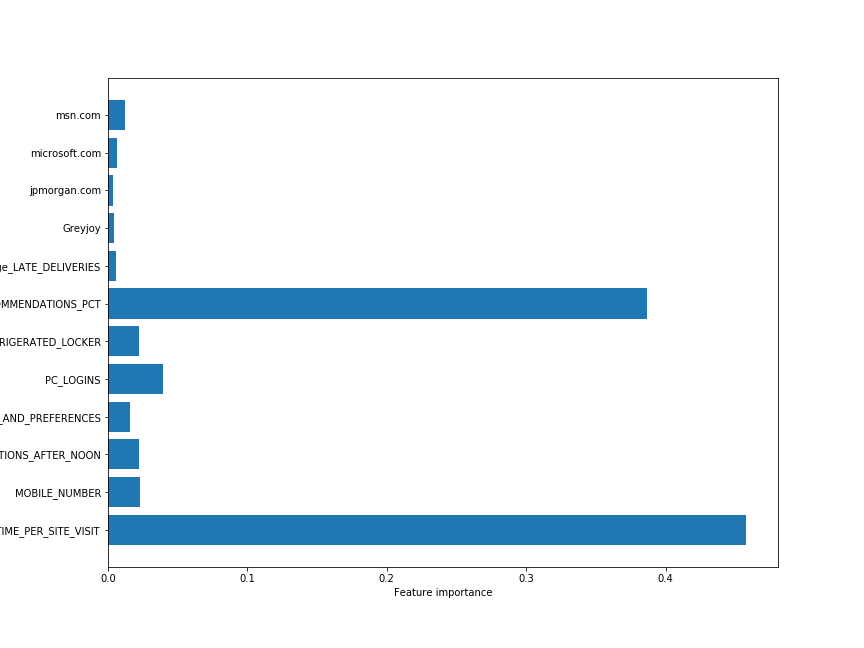 msn.com
microsoft.com
jpmorgan.com
Greyjoy
ge_LATE_DELIVERIES
OMMENDATIONS_PCT
RIGERATED_LOCKER
PC_LOGINS
_AND_PREFERENCES
TIONS_AFTER_NOON
MOBILE_NUMBER
TIME_PER_SITE_VISIT
0.0 0.1 0.2 0.3 0.4
Feature importance